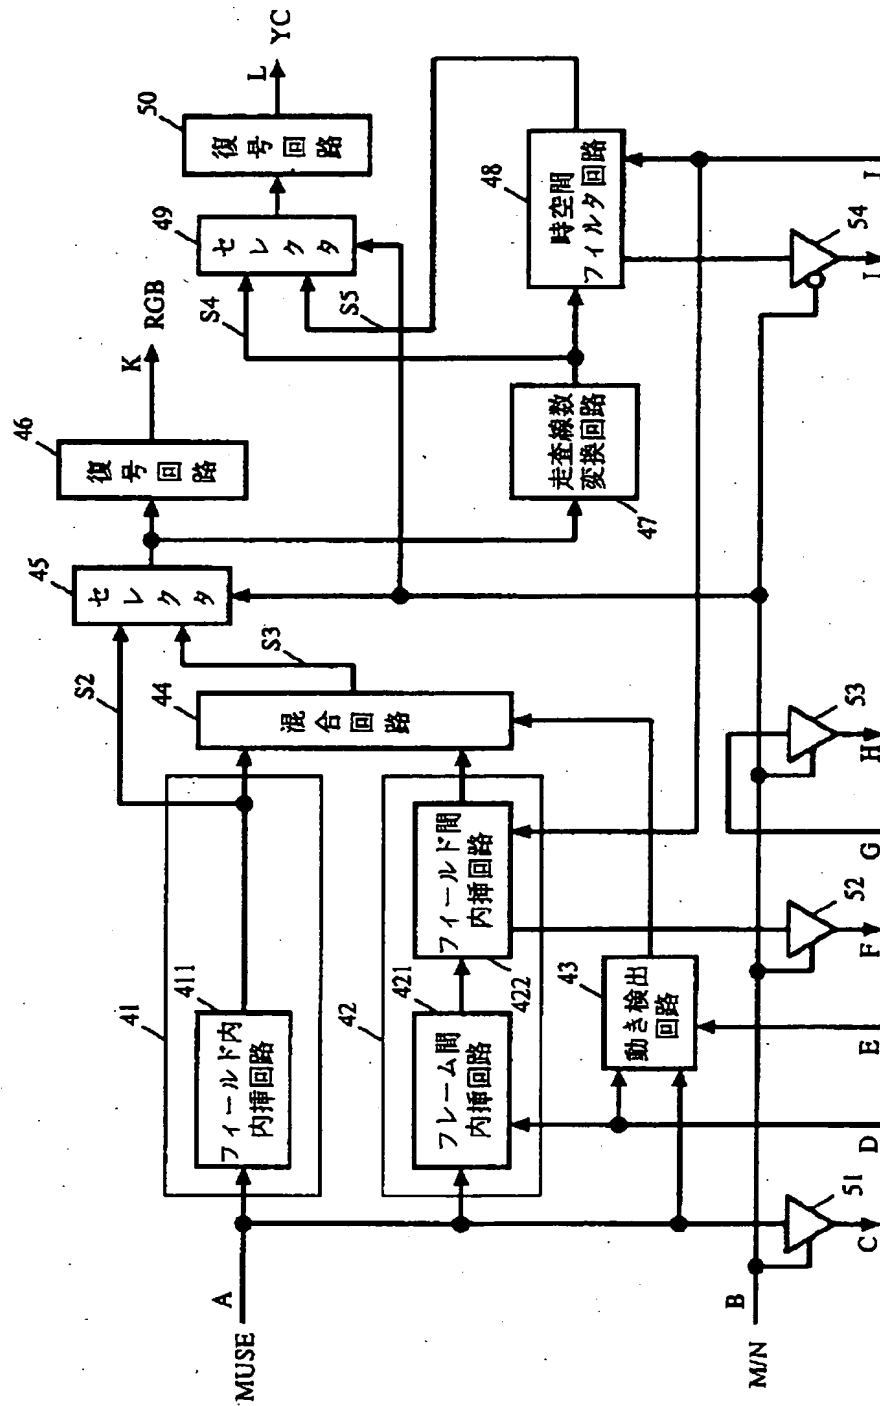 MUSE
A
41
411
フィールド内
内挿回路
42
421
フレーム間
内挿回路
422
フィールド間
内挿回路
43
動き検出
回路
S2
44
混合回路
S3
45
セレクタ
46
復号回路
K
RGB
47
走査線数
変換回路
S4
S5
48
時空間
フィルタ回路
49
セレクタ
50
復号回路
L
YC
M/N
B
51
52
53
54
C
D
E
F
G
H